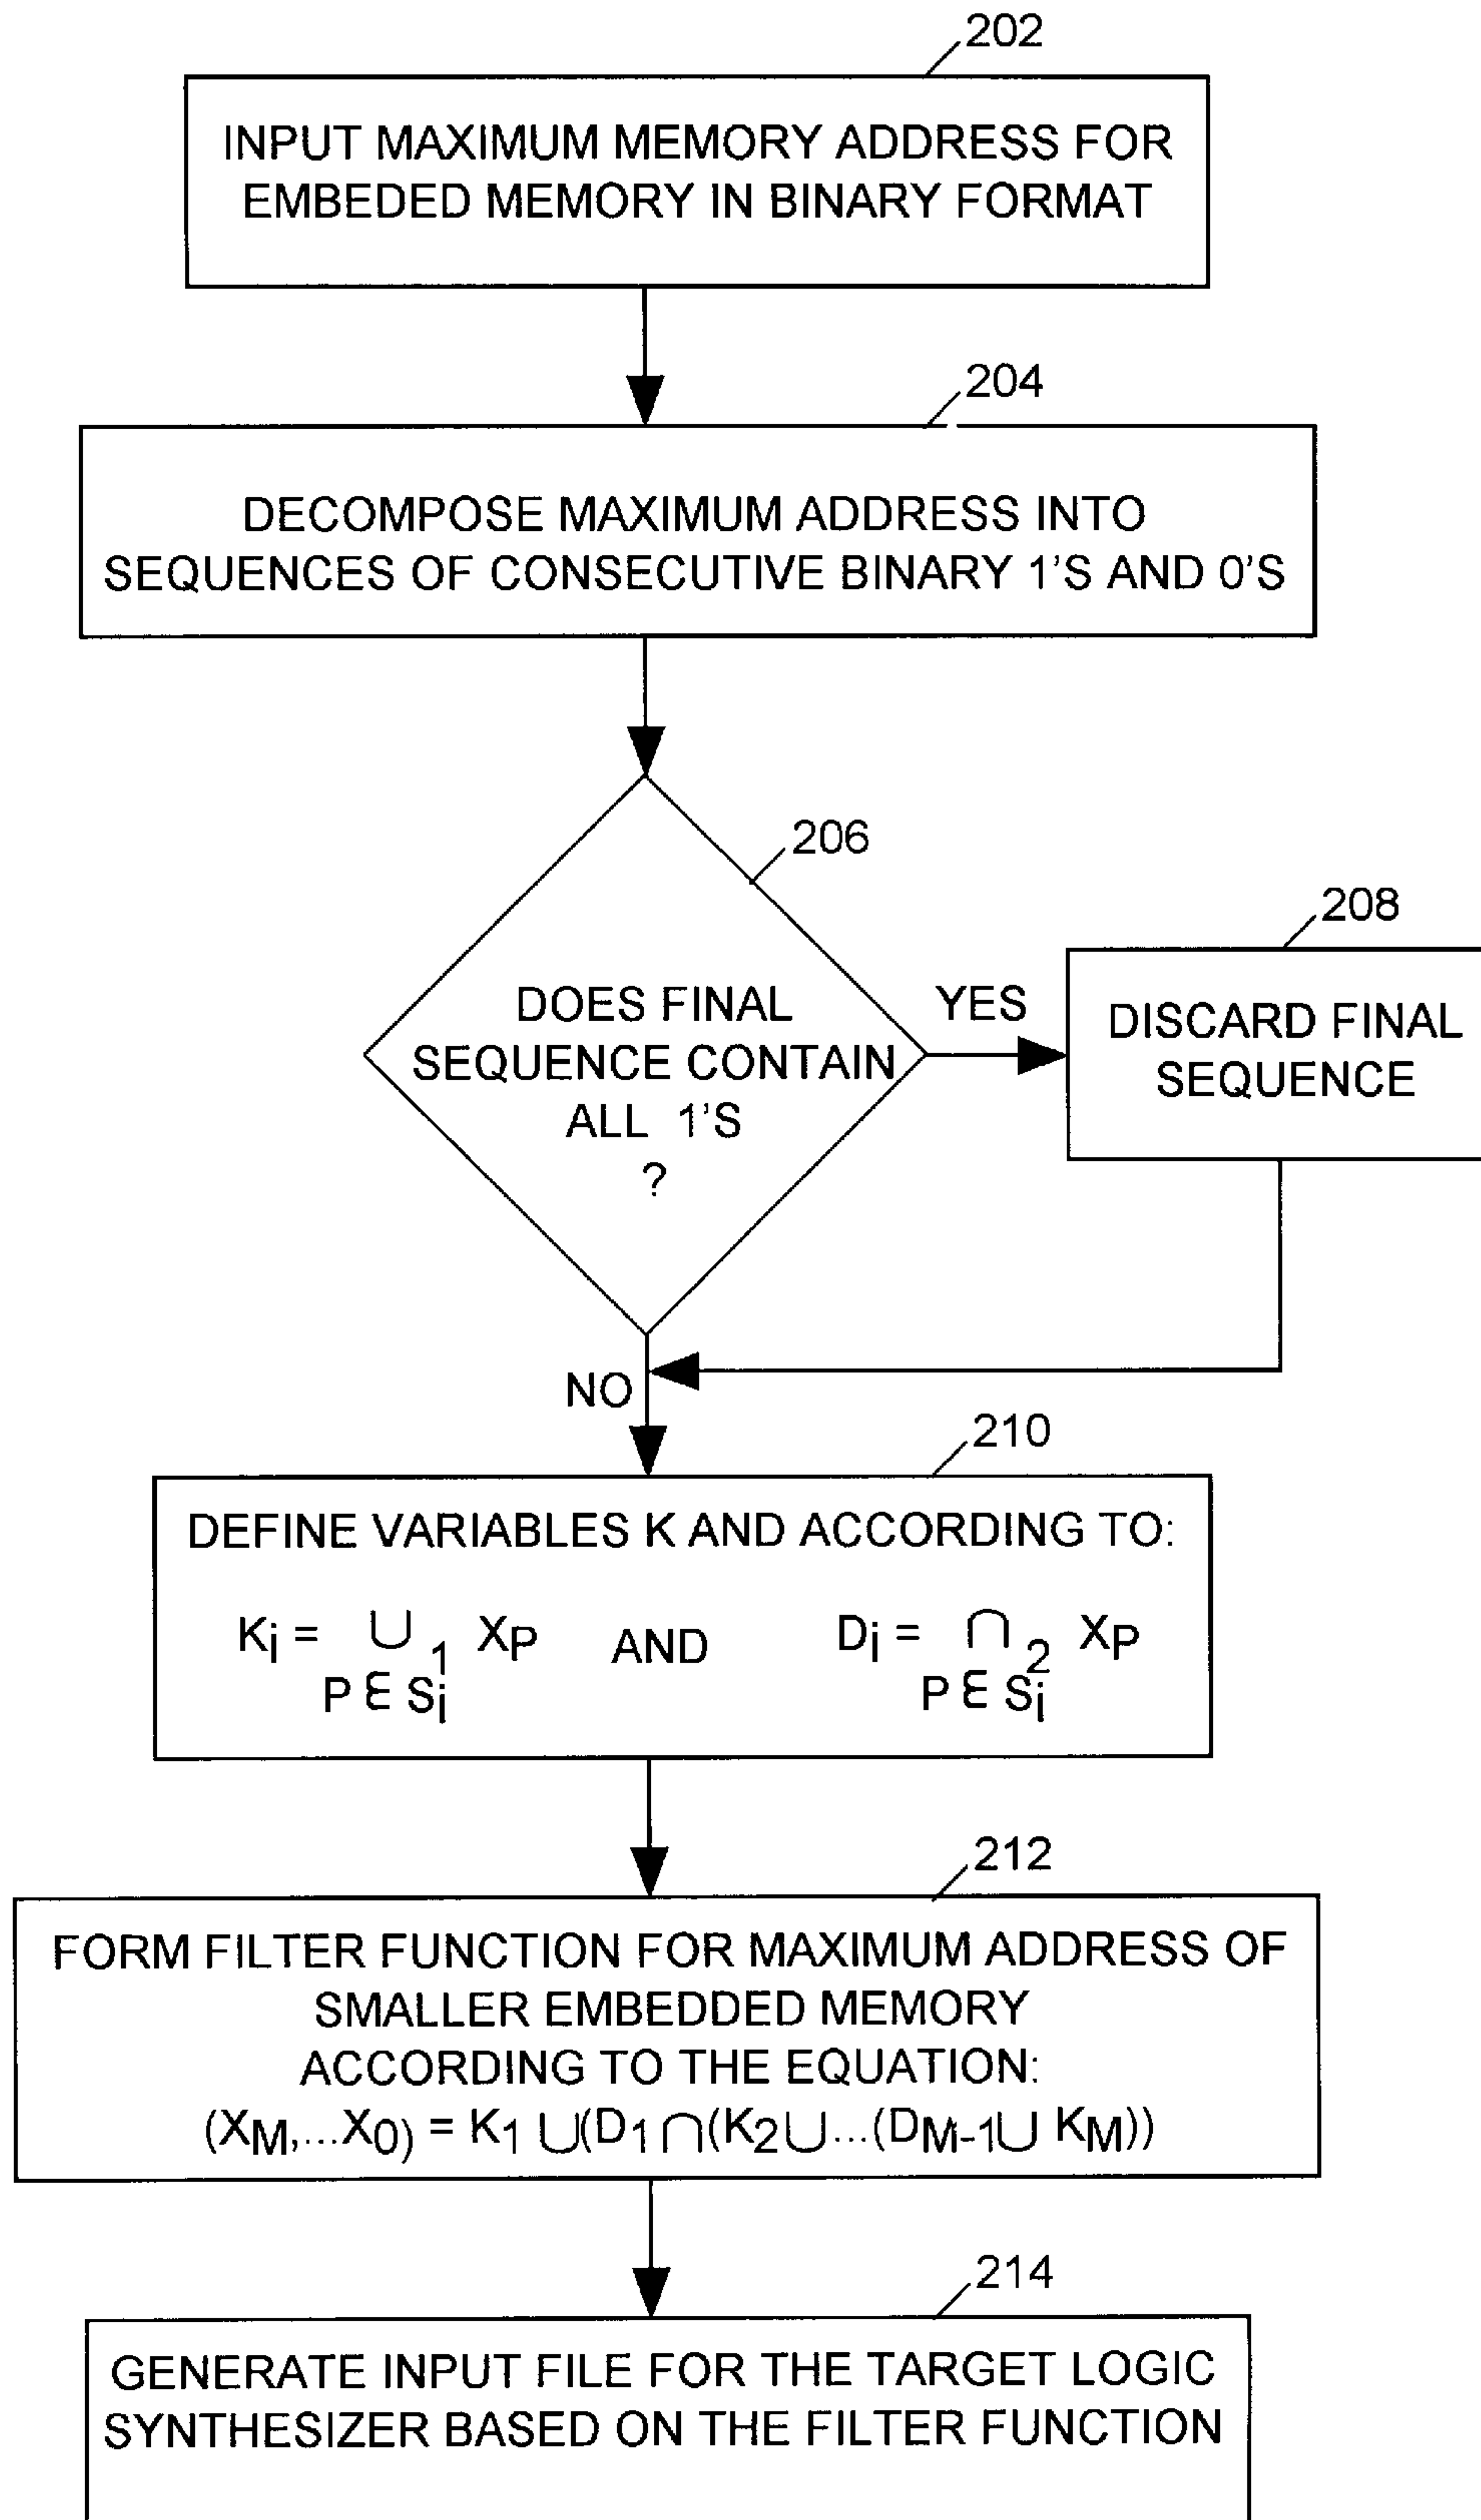 202
INPUT MAXIMUM MEMORY ADDRESS FOR
EMBEDED MEMORY IN BINARY FORMAT
204
DECOMPOSE MAXIMUM ADDRESS INTO
SEQUENCES OF CONSECUTIVE BINARY 1'S AND 0'S
206
DOES FINAL
SEQUENCE CONTAIN
ALL 1'S
?
YES
208
DISCARD FINAL
SEQUENCE
NO
210
DEFINE VARIABLES K AND ACCORDING TO:
Ki = ∪ 1 XP AND Di = ∩ 2 XP
P Ɛ Si P Ɛ Si
212
FORM FILTER FUNCTION FOR MAXIMUM ADDRESS OF
SMALLER EMBEDDED MEMORY
ACCORDING TO THE EQUATION:
(XM,...X0) = K1 ∪(D1∩(K2∪...(DM-1∪ KM))
214
GENERATE INPUT FILE FOR THE TARGET LOGIC
SYNTHESIZER BASED ON THE FILTER FUNCTION